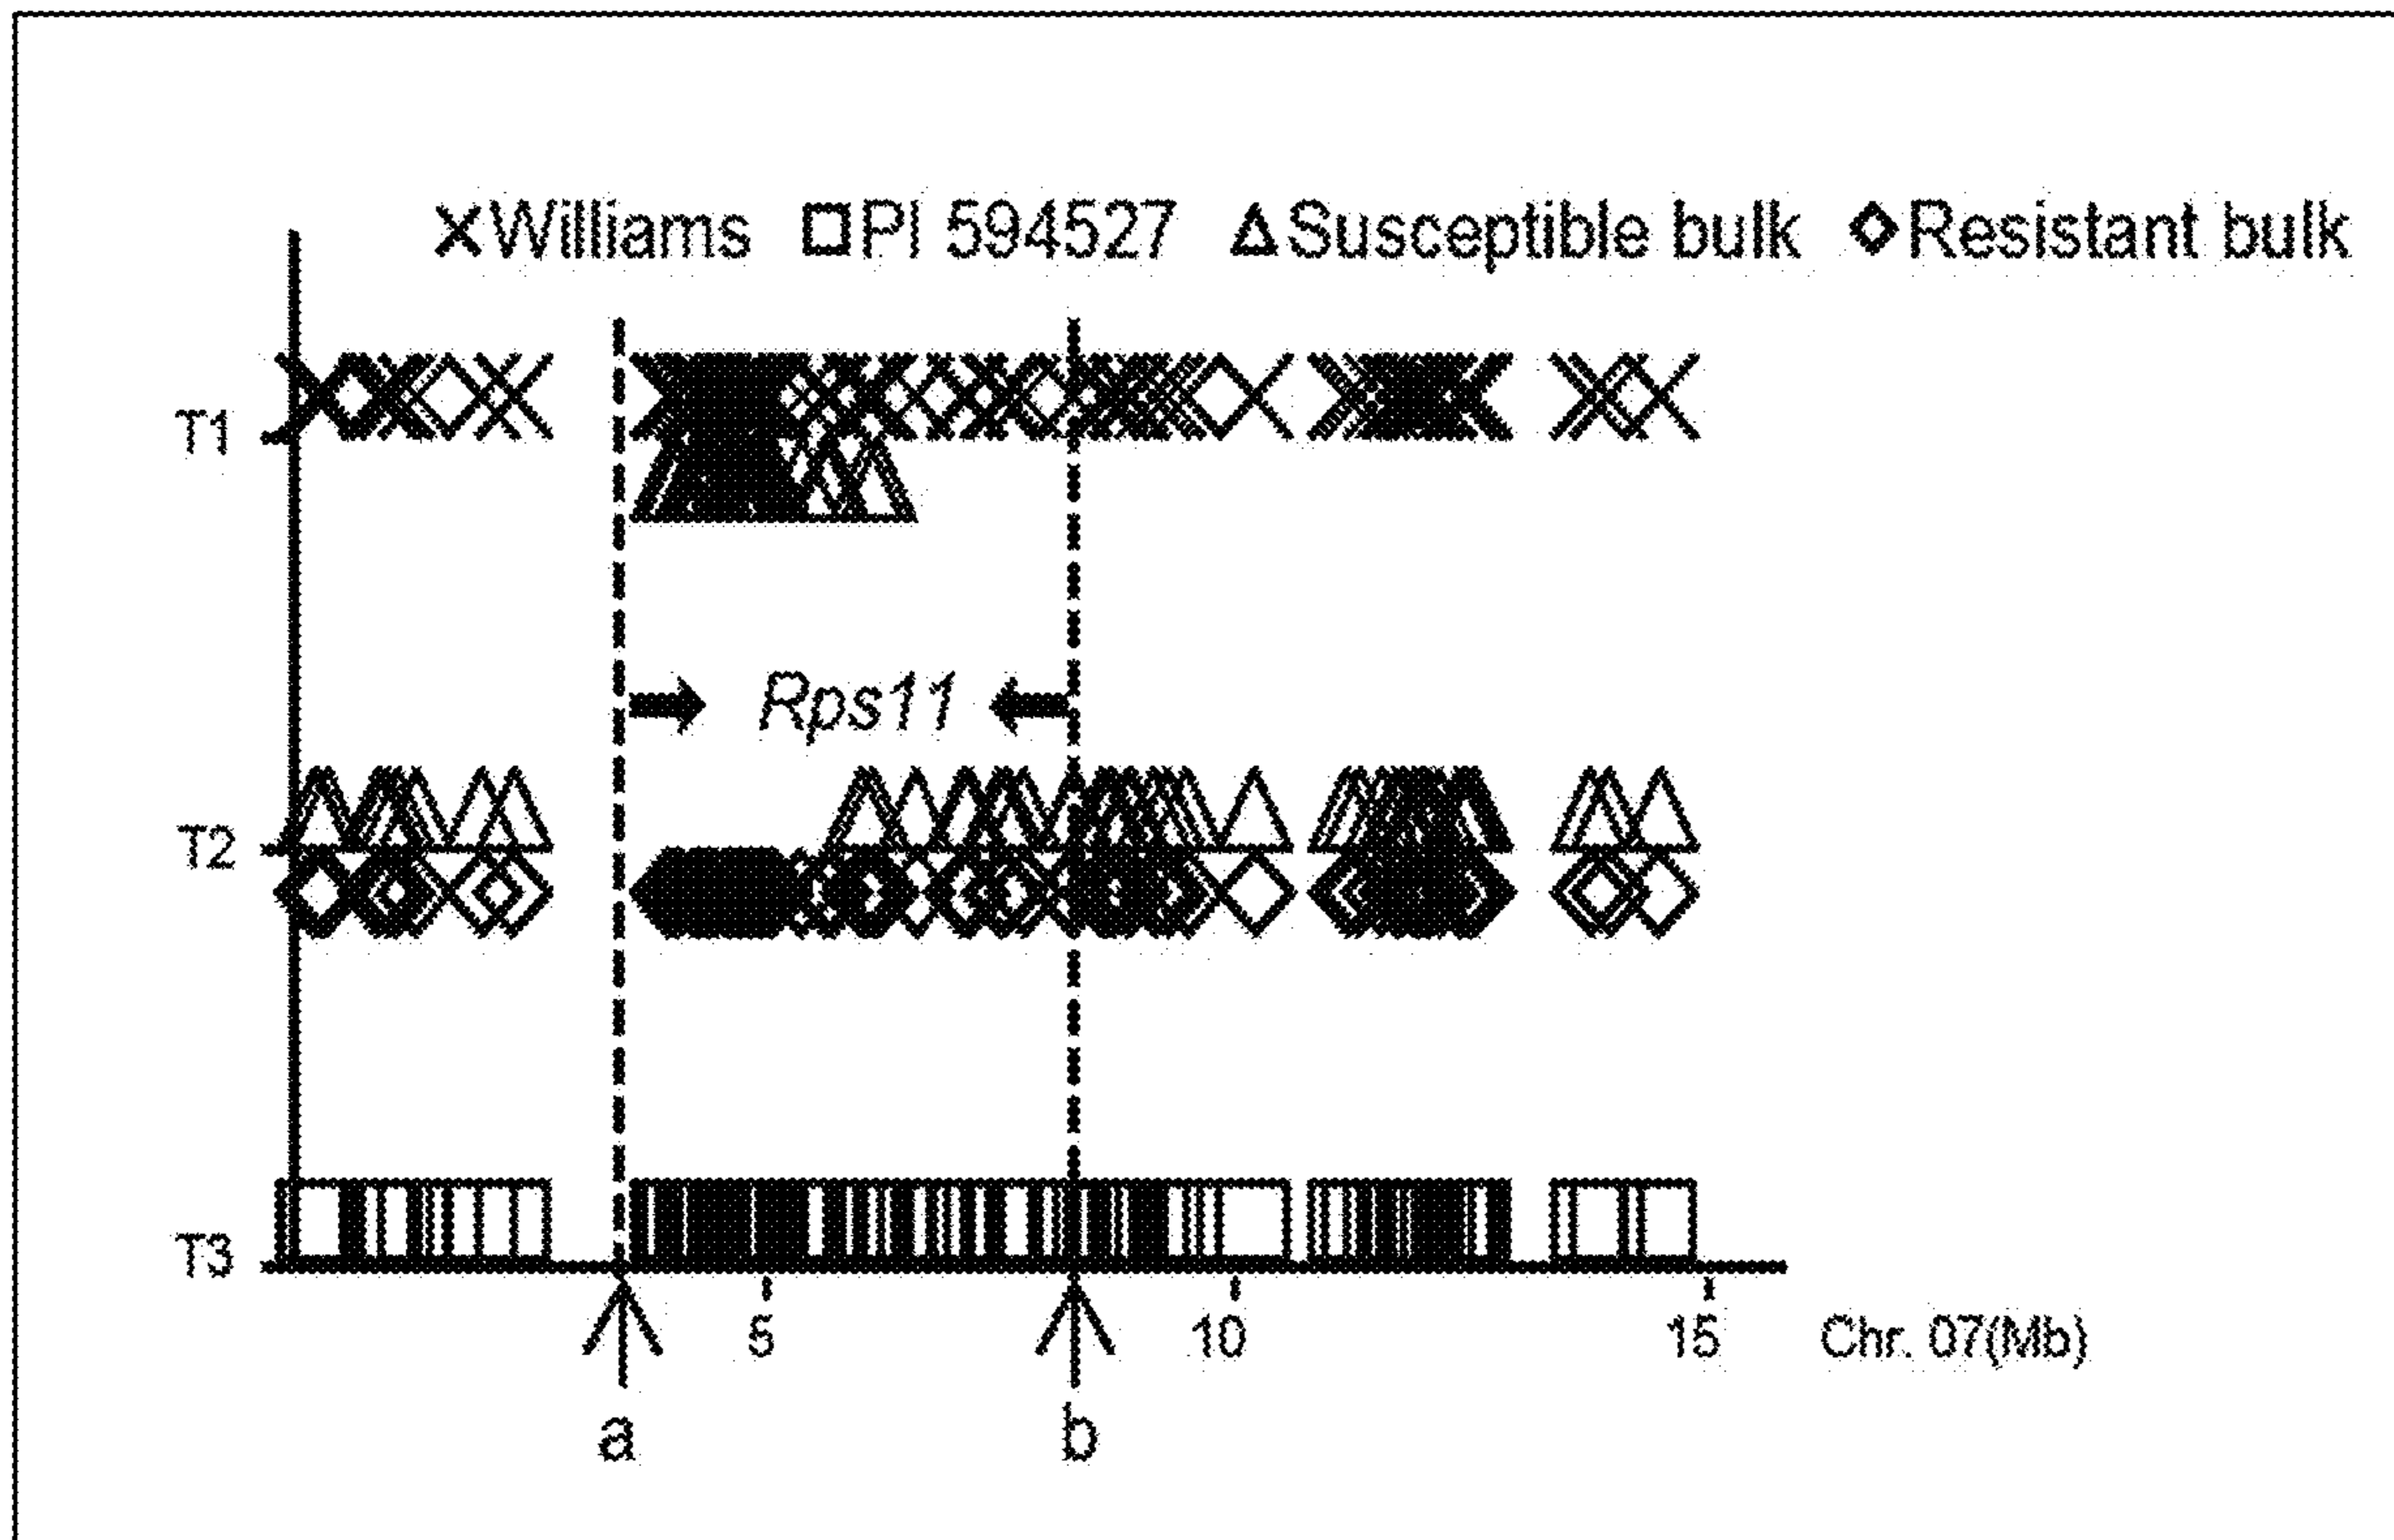 Williams PI 594527 Susceptible bulk Resistant bulk
T1
Rps11
T2
T3
5 10 15 Chr. 07(Mb)
a b